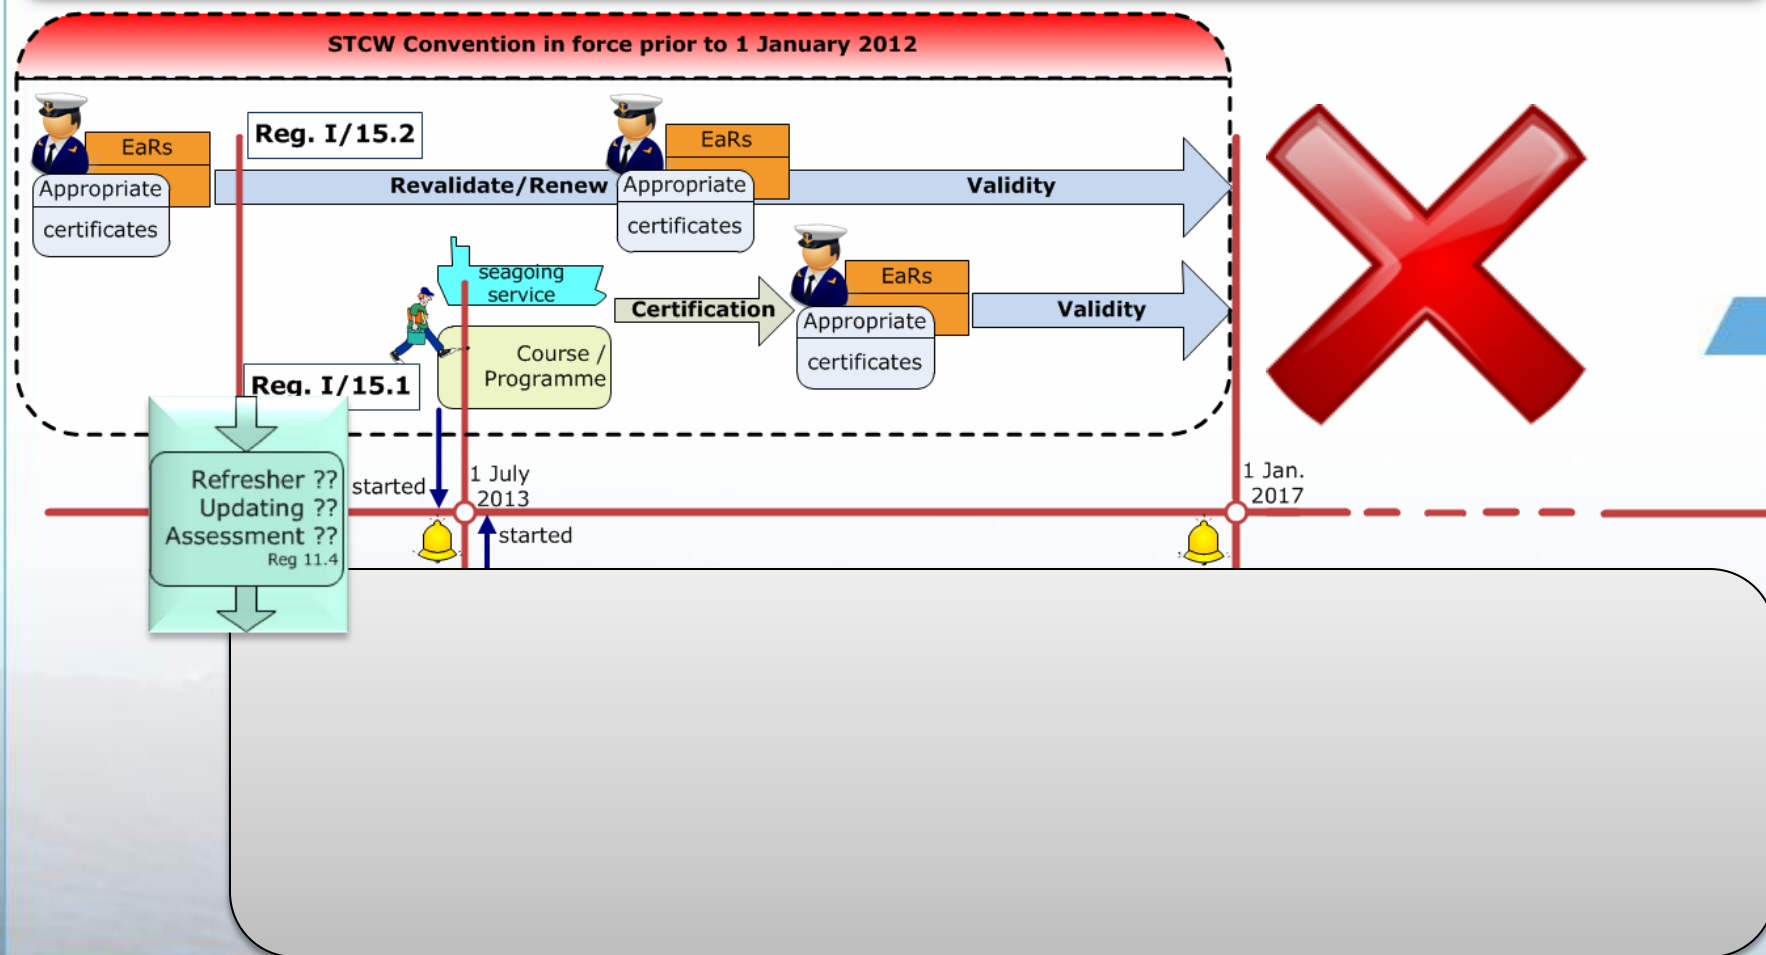 STCW Convention in force prior to 1 January 2012
Reg. I/15.2
EaRs
Appropriate
certificates
Revalidate/Renew
EaRs
Appropriate
certificates
Validity
seagoing
service
Certification
EaRs
Appropriate
certificates
Validity
Course /
Programme
Reg. I/15.1
Refresher ??
Updating ??
Assessment ??
Reg 11.4
started
1 July
2013
started
1 Jan.
2017